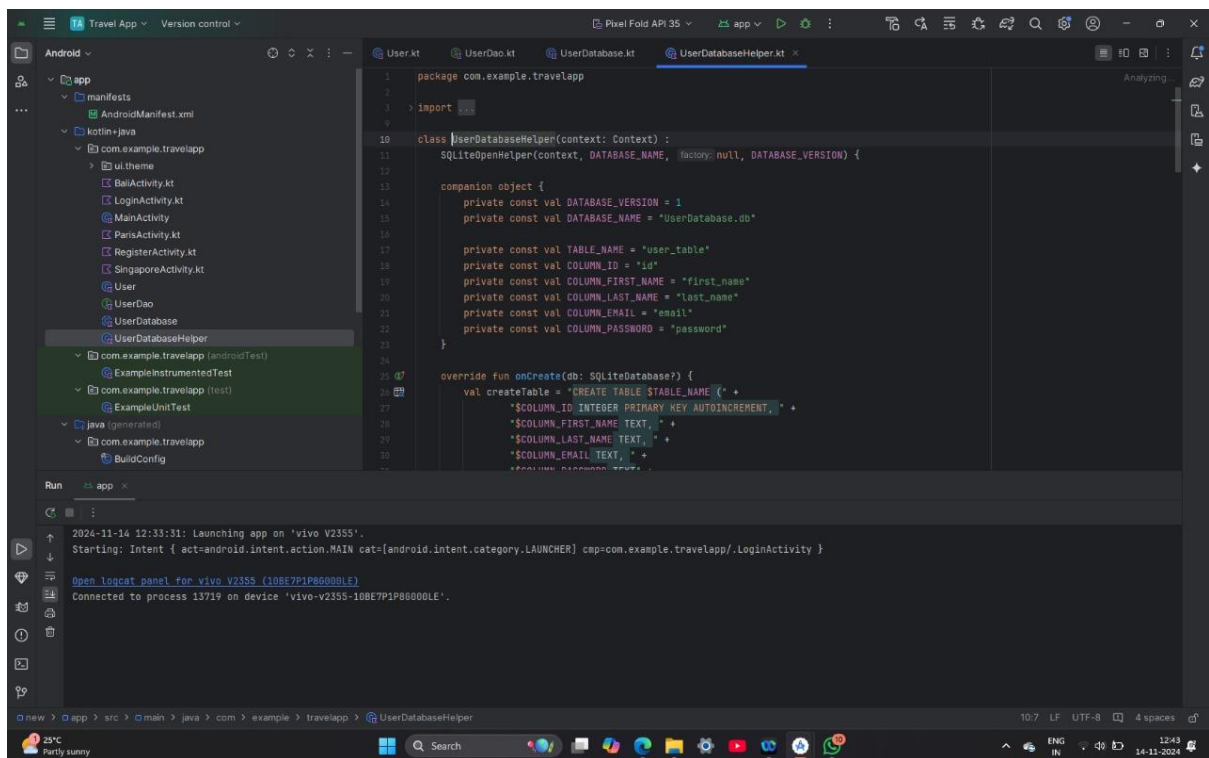 TA Travel App Version control Pixel Fold API 35 app
Android
User.kt UserDao.kt UserDatabase.kt UserDatabaseHelper.kt
app
manifests
AndroidManifest.xml
kotlin+java
com.example.travelapp
ui.theme
BaliActivity.kt
LoginActivity.kt
MainActivity
ParisActivity.kt
RegisterActivity.kt
SingaporeActivity.kt
User
UserDao
UserDatabase
UserDatabaseHelper
com.example.travelapp (androidTest)
ExampleInstrumentedTest
com.example.travelapp (test)
ExampleUnitTest
java (generated)
com.example.travelapp
BuildConfig
Analyzing...
1 package com.example.travelapp
2
3 import ...
9
10 class UserDatabaseHelper(context: Context) :
11 SQLiteOpenHelper(context, DATABASE_NAME, factory: null, DATABASE_VERSION) {
12
13 companion object {
14 private const val DATABASE_VERSION = 1
15 private const val DATABASE_NAME = "UserDatabase.db"
16
17 private const val TABLE_NAME = "user_table"
18 private const val COLUMN_ID = "id"
19 private const val COLUMN_FIRST_NAME = "first_name"
20 private const val COLUMN_LAST_NAME = "last_name"
21 private const val COLUMN_EMAIL = "email"
22 private const val COLUMN_PASSWORD = "password"
23 }
24
25 override fun onCreate(db: SQLiteDatabase?) {
26 val createTable = "CREATE TABLE $TABLE_NAME (" +
27 "$COLUMN_ID INTEGER PRIMARY KEY AUTOINCREMENT, " +
28 "$COLUMN_FIRST_NAME TEXT, " +
29 "$COLUMN_LAST_NAME TEXT, " +
30 "$COLUMN_EMAIL TEXT, " +
"$COLUMN_PASSWORD TEXT" +
Run app
2024-11-14 12:33:31: Launching app on 'vivo V2355'.
Starting: Intent { act=android.intent.action.MAIN cat=[android.intent.category.LAUNCHER] cmp=com.example.travelapp/.LoginActivity }
Open logcat panel for vivo V2355 (10BE7P1P8G000LE)
Connected to process 13719 on device 'vivo-v2355-10BE7P1P8G000LE'.
new > app > src > main > java > com > example > travelapp > UserDatabaseHelper 10:7 LF UTF-8 4 spaces
1 25°C
Partly sunny
Search
10
ENG
IN
12:43
14-11-2024